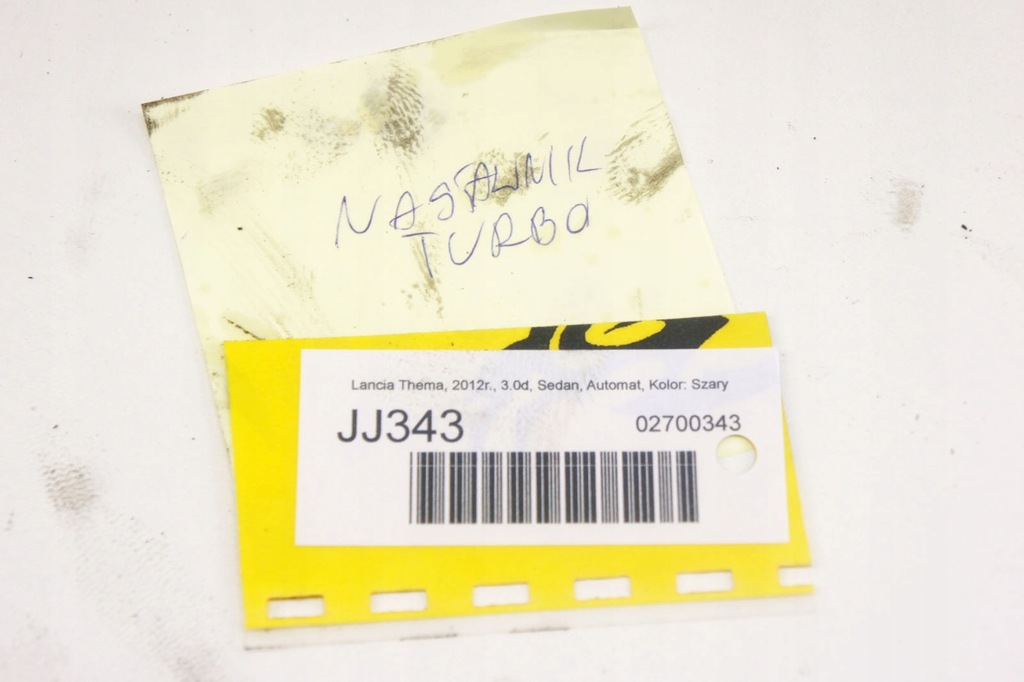 NASTAWNIK
TURBO
Lancia Thema, 2012r., 3.0d, Sedan, Automat, Kolor: Szary
JJ343
02700343